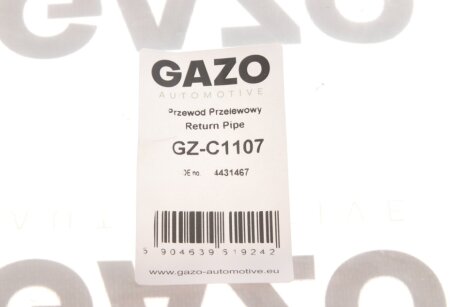 GAZO
AUTOMOTIVE
Przewod Przelewowy
Return Pipe
GZ-C1107
OE no. 4431467
5 904639 519242
www.gazo-automotive.eu